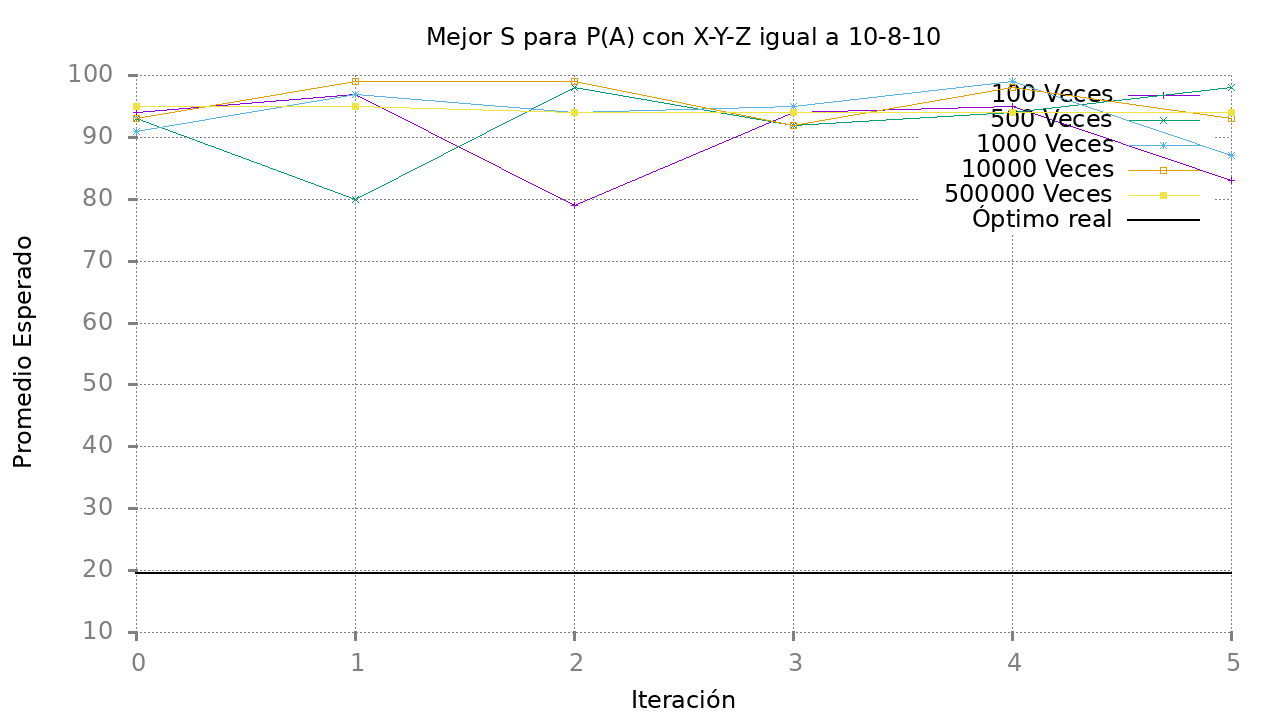 Mejor S para P(A) con X-Y-Z igual a 10-8-10
100
90
80
70
60
50
40
30
20
10
Promedio Esperado
100 Veces
500 Veces
1000 Veces
10000 Veces
500000 Veces
Óptimo real
0 1 2 3 4 5
Iteración